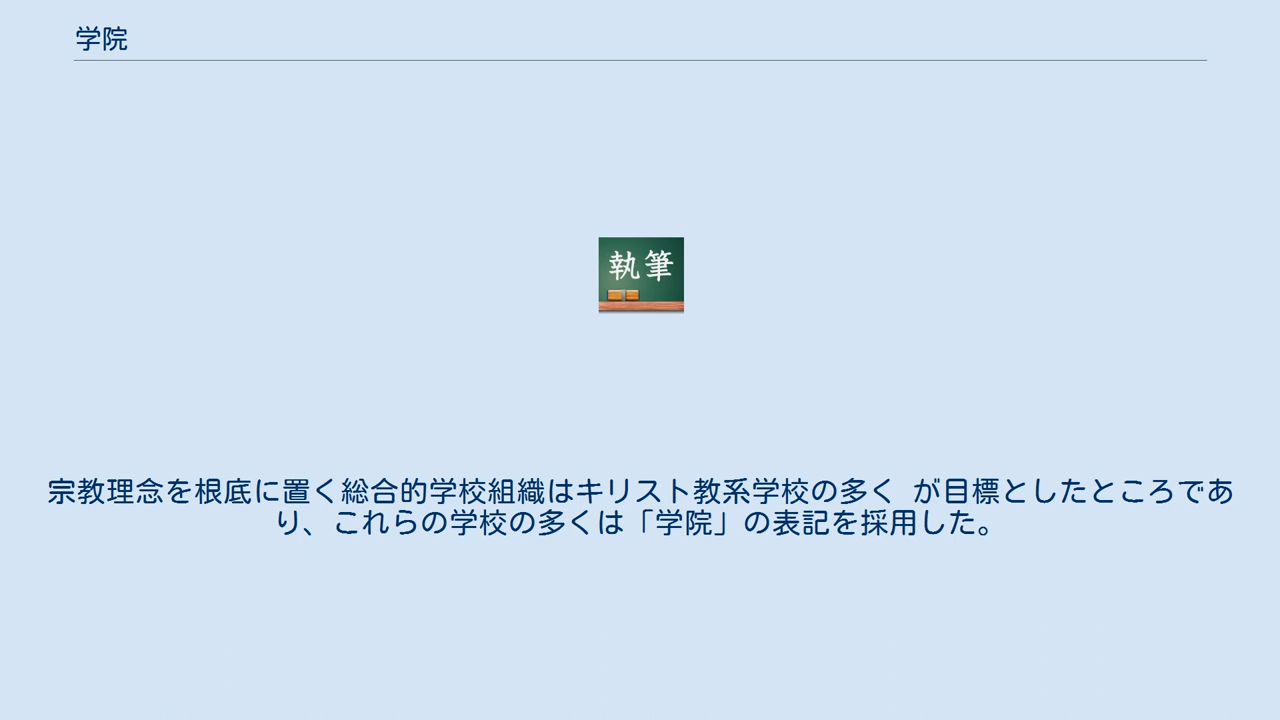 学院
執筆
宗教理念を根底に置く総合的学校組織はキリスト教系学校の多く が目標としたところであ
り、これらの学校の多くは「学院」の表記を採用した。